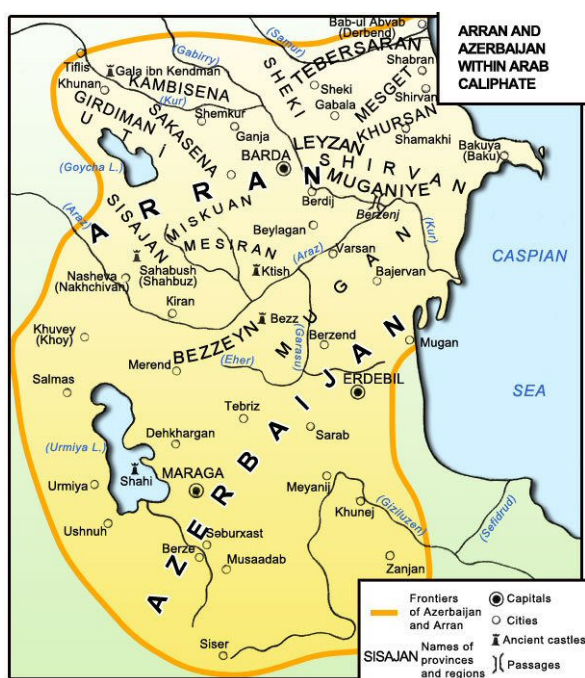 ARRAN AND
AZERBAIJAN
WITHIN ARAB
CALIPHATE
Bab-ul Abvab
(Derbend)
(Samur)
(Gabirry)
Tiflis
Gala ibn Kendman
Khunan
KAMBISENA
(Kur)
SHEKI
TEBERSARAN
Shabran
MESGET
Sheki
Gabala
Shirvan
GIRDIMAN
UTİ
SAKASENA
Shemkur
Ganja
LEYZAN
KHURSAN
Shamakhi
BARDA
SHIRVAN
Bakuya
(Baku)
(Goycha L.)
MUGANIYE
ARRAN
Berdij
Berzenj
(Kur)
(Araz)
SISAJAN
MISKUAN
MESIRAN
Beylagan
(Araz)
Varsan
CASPIAN
SEA
Nasheva
(Nakhchivan)
Sahabush
(Shahbuz)
Ktish
Bajervan
MUGAN
Kiran
Khuvey
(Khoy)
BEZZEYN
Bezz
(Eher)
(Garasu)
Berzend
Mugan
Merend
Salmas
ERDEBIL
AZERBAIJAN
Tebriz
Sarab
Dehkhargan
(Urmiya L.)
Shahi
MARAGA
Urmiya
Meyanij
Khunej
(Giziluzen)
(Sefidrud)
Ushnuh
Səburxast
Berze
Musaadab
Zanjan
Siser
Frontiers
of Azerbaijan
and Arran
SISAJAN
Names of
provinces
and regions
Capitals
Cities
Ancient castles
Passages